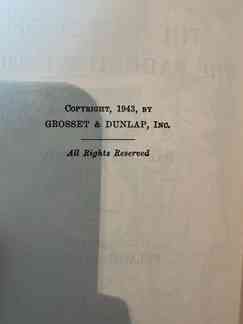 Copyright, 1943, by
GROSSET & DUNLAP, Inc.
All Rights Reserved